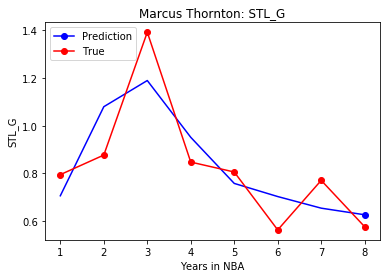 Marcus Thornton: STL_G
Prediction
True
STL_G
1.4
1.2
1.0
0.8
0.6
1 2 3 4 5 6 7 8
Years in NBA